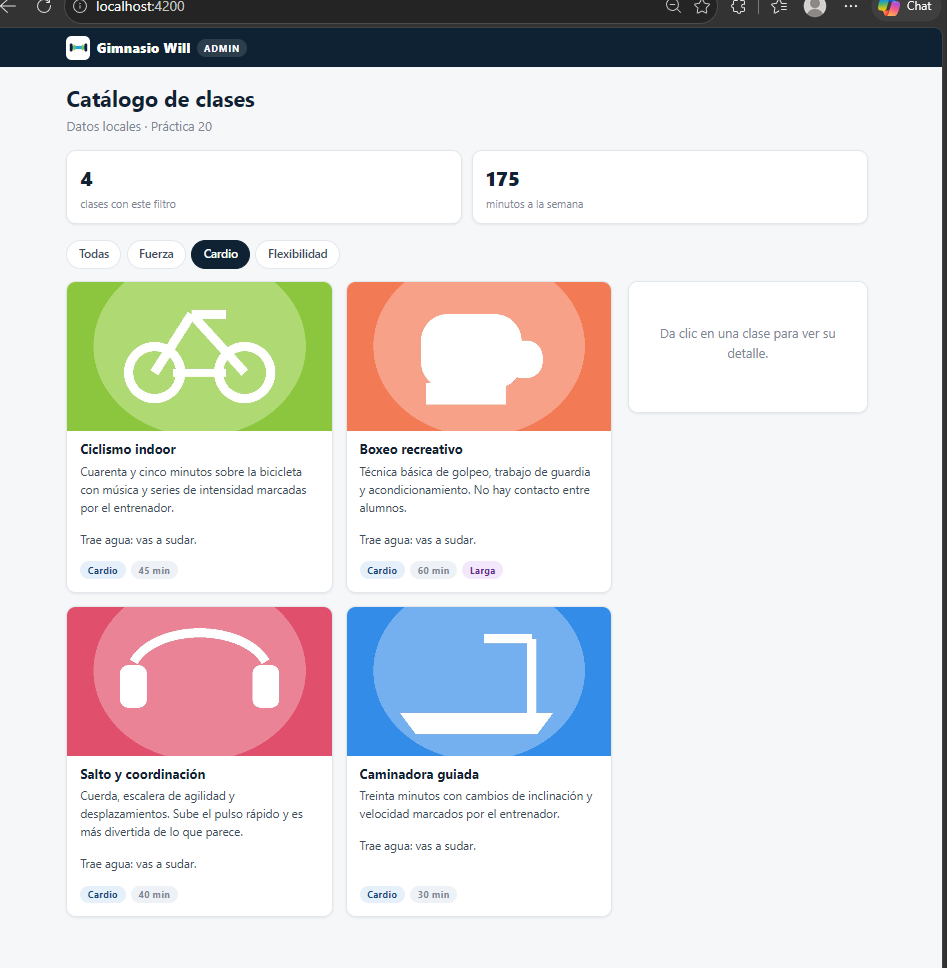 localhost:4200
Chat
Gimnasio Will ADMIN
Catálogo de clases
Datos locales · Práctica 20
4
clases con este filtro
175
minutos a la semana
Todas Fuerza Cardio Flexibilidad
Ciclismo indoor
Cuarenta y cinco minutos sobre la bicicleta
con música y series de intensidad marcadas
por el entrenador.
Trae agua: vas a sudar.
Cardio 45 min
Boxeo recreativo
Técnica básica de golpeo, trabajo de guardia
y acondicionamiento. No hay contacto entre
alumnos.
Trae agua: vas a sudar.
Cardio 60 min Larga
Da clic en una clase para ver su
detalle.
Salto y coordinación
Cuerda, escalera de agilidad y
desplazamientos. Sube el pulso rápido y es
más divertida de lo que parece.
Trae agua: vas a sudar.
Cardio 40 min
Caminadora guiada
Treinta minutos con cambios de inclinación y
velocidad marcados por el entrenador.
Trae agua: vas a sudar.
Cardio 30 min